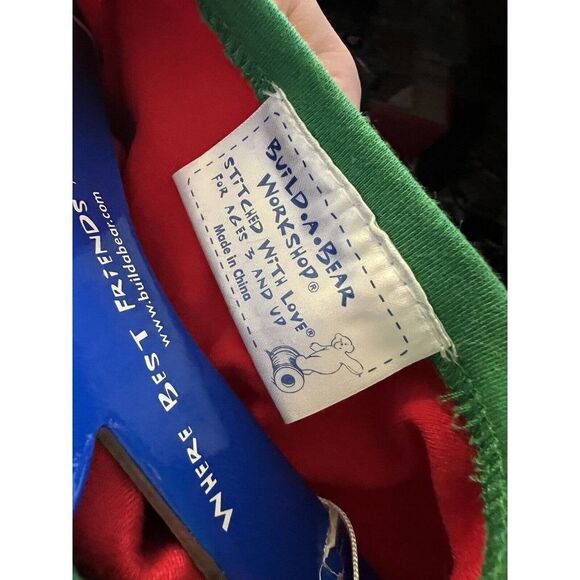 BUILD.A.BEAR
WORKSHOP®
STITCHED WITH LOVE®
FOR AGES 3 AND UP
Made in China
WHERE BEST FRIENDS
www.buildabear.com